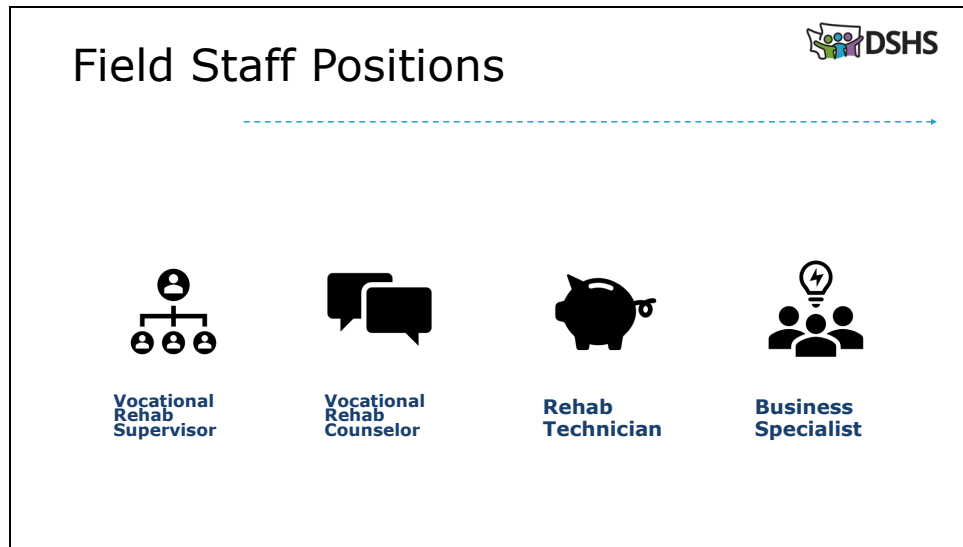 Field Staff Positions
DSHS
Vocational
Rehab
Supervisor
Vocational
Rehab
Counselor
Rehab
Technician
Business
Specialist